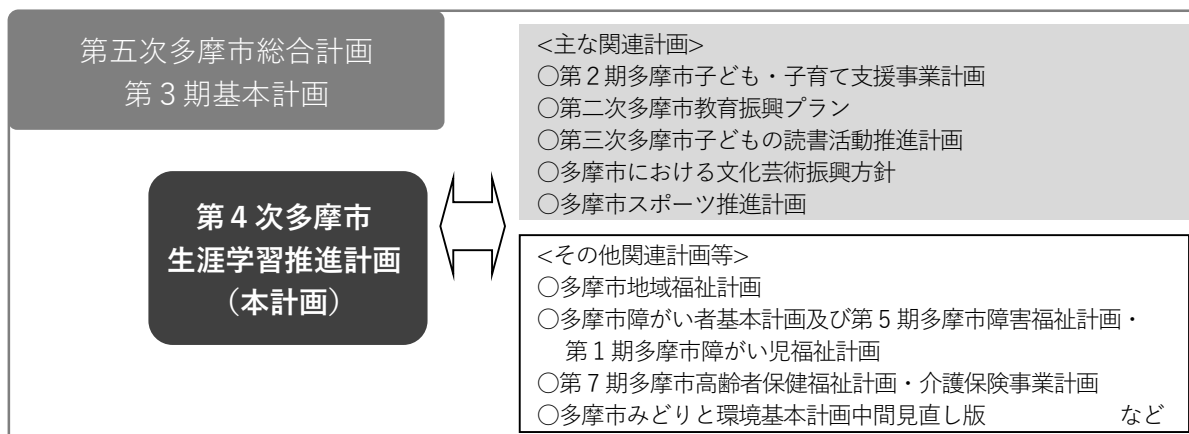 第五次多摩市総合計画
第3期基本計画
第4次多摩市
生涯学習推進計画
（本計画）
<主な関連計画>
○第２期多摩市子ども・子育て支援事業計画
○第二次多摩市教育振興プラン
○第三次多摩市子どもの読書活動推進計画
○多摩市における文化芸術振興方針
○多摩市スポーツ推進計画
<その他関連計画等>
○多摩市地域福祉計画
○多摩市障がい者基本計画及び第５期多摩市障害福祉計画・
第１期多摩市障がい児福祉計画
○第７期多摩市高齢者保健福祉計画・介護保険事業計画
○多摩市みどりと環境基本計画中間見直し版 など